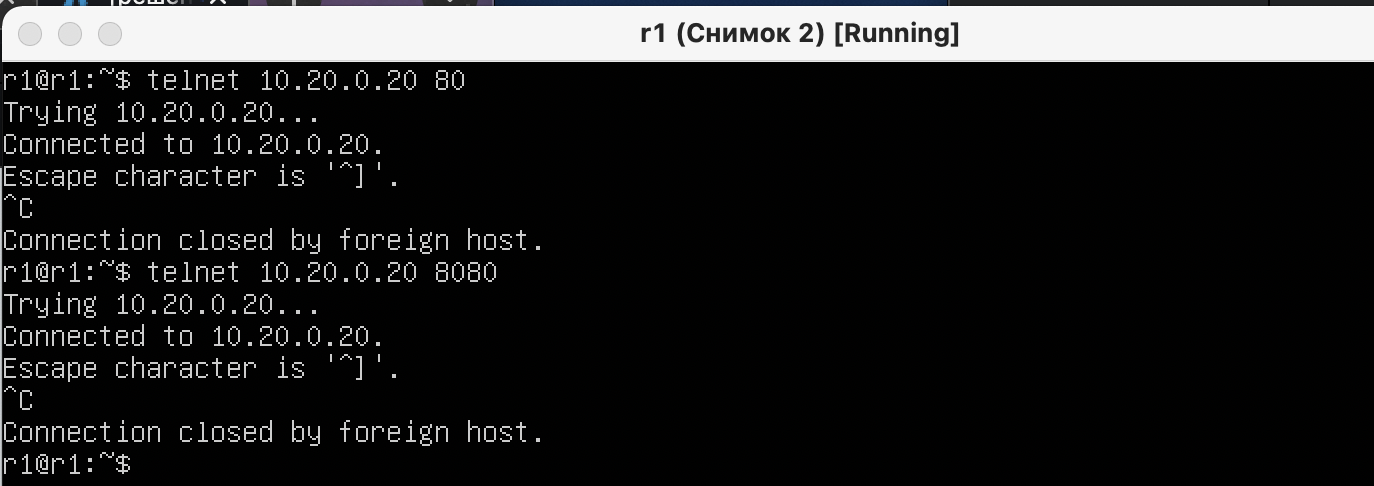 r1 (Снимок 2) [Running]
r1@r1:~$ telnet 10.20.0.20 80
Trying 10.20.0.20...
Connected to 10.20.0.20.
Escape character is '^]'.
^C
Connection closed by foreign host.
r1@r1:~$ telnet 10.20.0.20 8080
Trying 10.20.0.20...
Connected to 10.20.0.20.
Escape character is '^]'.
^C
Connection closed by foreign host.
r1@r1:~$